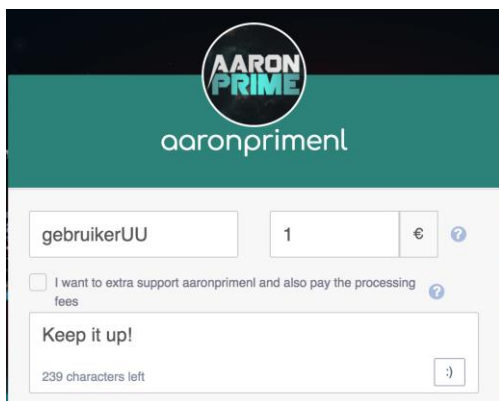 AARON
PRIME
aaronprimenl
gebruikerUU
1 € ?
I want to extra support aaronprimenl and also pay the processing
fees ?
Keep it up!
239 characters left :)